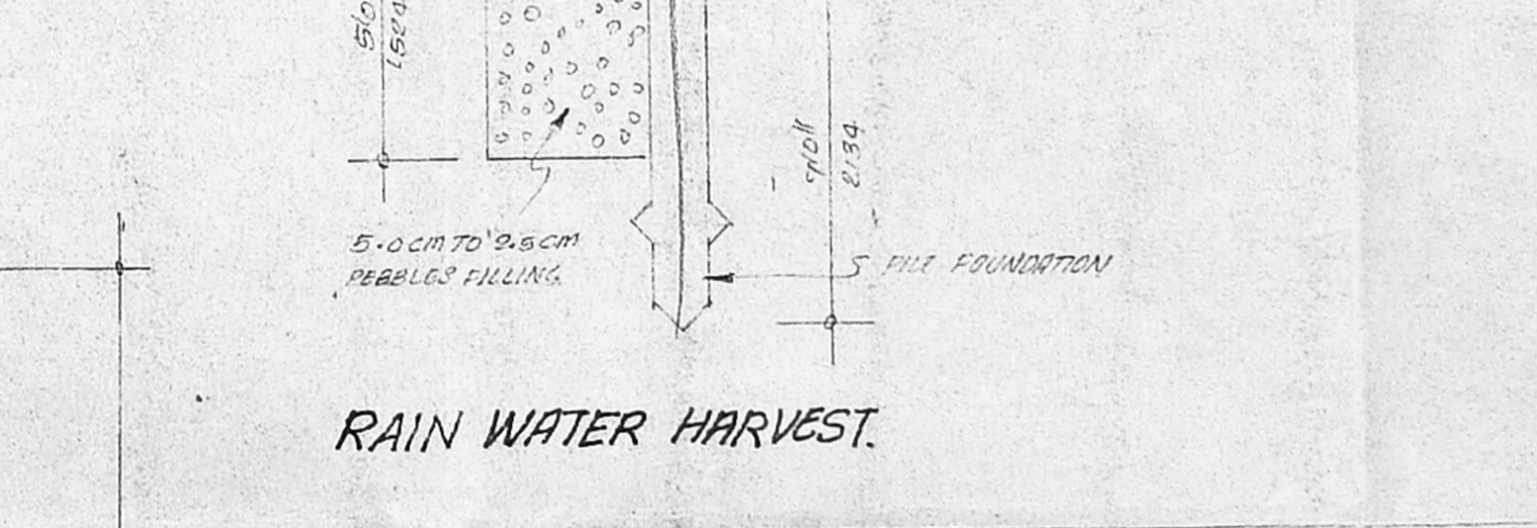 5'0
1524
7'0"
2134
5.0CM TO 2.5CM
PEBBLES FILLING
PILE FOUNDATION
RAIN WATER HARVEST.